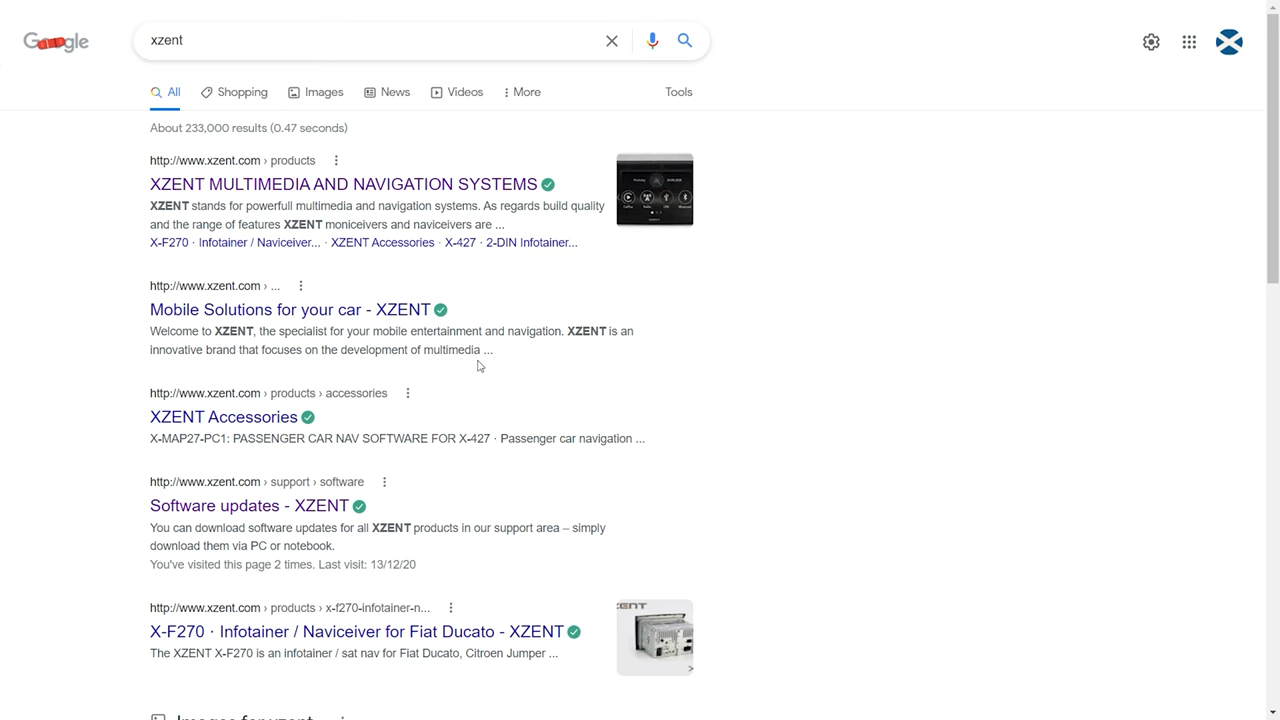 Google
xzent
All Shopping Images News Videos More Tools
About 233,000 results (0.47 seconds)
http://www.xzent.com › products
XZENT MULTIMEDIA AND NAVIGATION SYSTEMS
XZENT stands for powerfull multimedia and navigation systems. As regards build quality
and the range of features XZENT moniceivers and naviceivers are ...
X-F270 · Infotainer / Naviceiver... · XZENT Accessories · X-427 · 2-DIN Infotainer...
http://www.xzent.com › ...
Mobile Solutions for your car - XZENT
Welcome to XZENT, the specialist for your mobile entertainment and navigation. XZENT is an
innovative brand that focuses on the development of multimedia ...
http://www.xzent.com › products › accessories
XZENT Accessories
X-MAP27-PC1: PASSENGER CAR NAV SOFTWARE FOR X-427 · Passenger car navigation ...
http://www.xzent.com › support › software
Software updates - XZENT
You can download software updates for all XZENT products in our support area – simply
download them via PC or notebook.
You've visited this page 2 times. Last visit: 13/12/20
http://www.xzent.com › products › x-f270-infotainer-n...
X-F270 · Infotainer / Naviceiver for Fiat Ducato - XZENT
The XZENT X-F270 is an infotainer / sat nav for Fiat Ducato, Citroen Jumper ...
Images for xzent